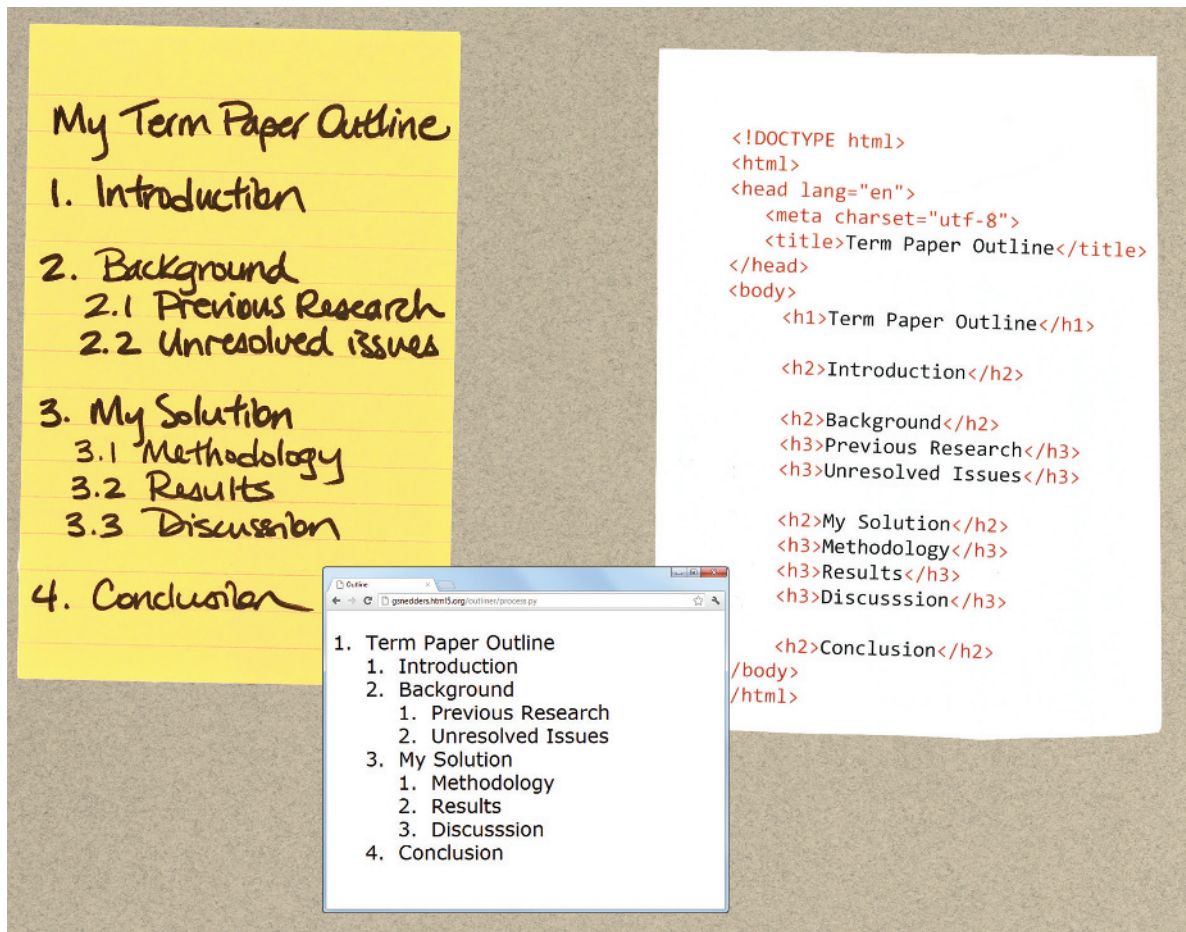 My Term Paper Outline
1. Introduction
2. Background
2.1 Previous Research
2.2 Unresolved issues
3. My Solution
3.1 Methodology
3.2 Results
3.3 Discussion
4. Conclusion
<!DOCTYPE html>
<html>
<head lang="en">
<meta charset="utf-8">
<title>Term Paper Outline</title>
</head>
<body>
<h1>Term Paper Outline</h1>
<h2>Introduction</h2>
<h2>Background</h2>
<h3>Previous Research</h3>
<h3>Unresolved Issues</h3>
<h2>My Solution</h2>
<h3>Methodology</h3>
<h3>Results</h3>
<h3>Discusssion</h3>
<h2>Conclusion</h2>
/body>
/html>
Outline
gsnedders.html5.org/outliner/process.py
1. Term Paper Outline
1. Introduction
2. Background
1. Previous Research
2. Unresolved Issues
3. My Solution
1. Methodology
2. Results
3. Discusssion
4. Conclusion